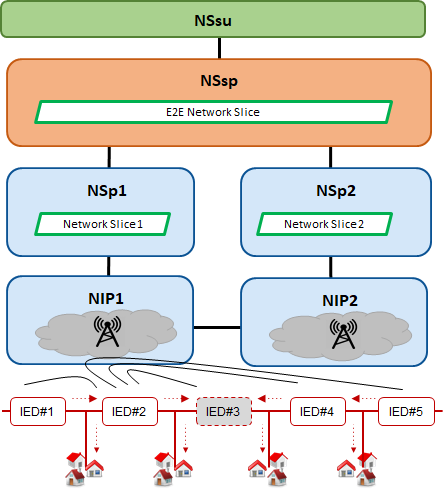 NSsu
NSsp
E2E Network Slice
NSp1
NSp2
Network Slice 1
Network Slice 2
NIP1
NIP2
IED#1
IED#2
IED#3
IED#4
IED#5